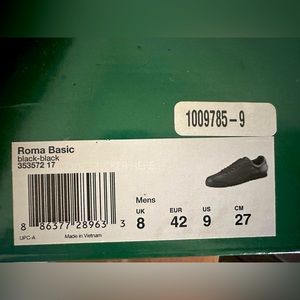 1009785-9
Roma Basic
black-black
353572 17
Mens
UK EUR US CM
8 42 9 27
8 86377 28963 3
UPC-A Made in Vietnam